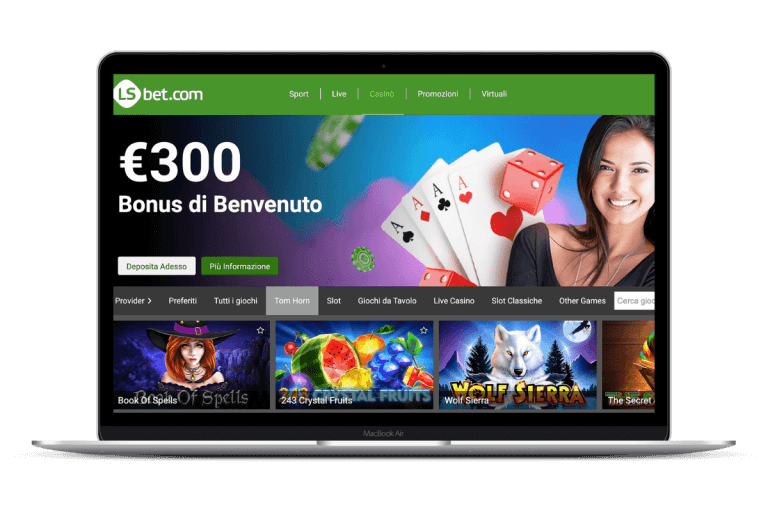 LS bet.com
Sport Live Casinò Promozioni Virtuali
€300
Bonus di Benvenuto
Deposita Adesso Più Informazione
Provider Preferiti Tutti i giochi Tom Horn Slot Giochi da Tavolo Live Casino Slot Classiche Other Games Cerca gioc
Book Of Spells
243 CRYSTAL FRUITS
WOLF SIERRA
Book Of Spells 243 Crystal Fruits Wolf Sierra The Secret
MacBook Air